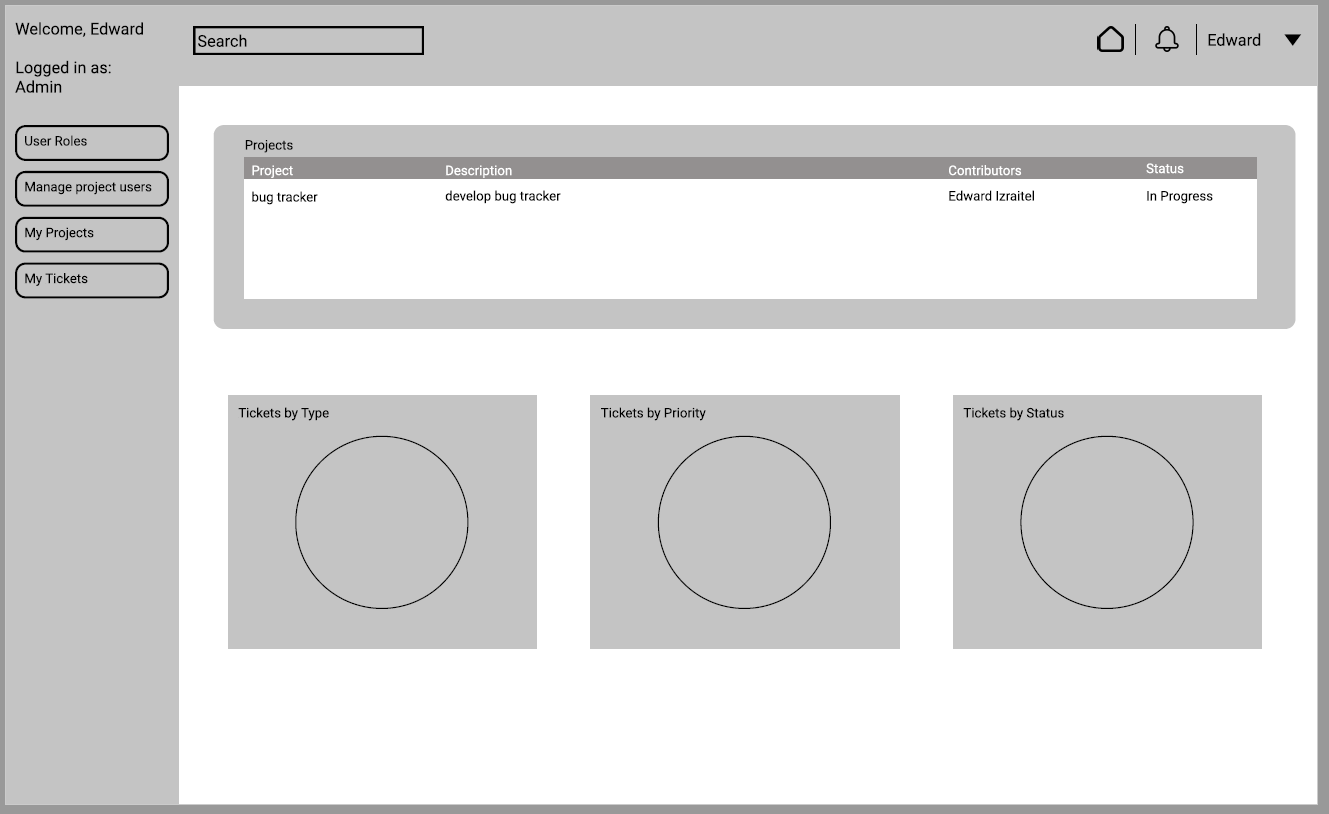 Welcome, Edward
Logged in as:
Admin
User Roles
Manage project users
My Projects
My Tickets
Search
Edward
Projects
Project Description Contributors Status
bug tracker develop bug tracker Edward Izraitel In Progress
Tickets by Type
Tickets by Priority
Tickets by Status